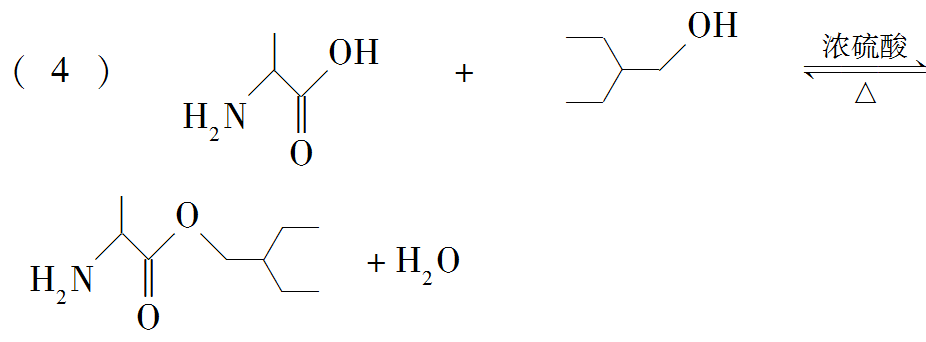 (4) H₂N OH O + OH 浓硫酸 △
H₂N O O + H₂O